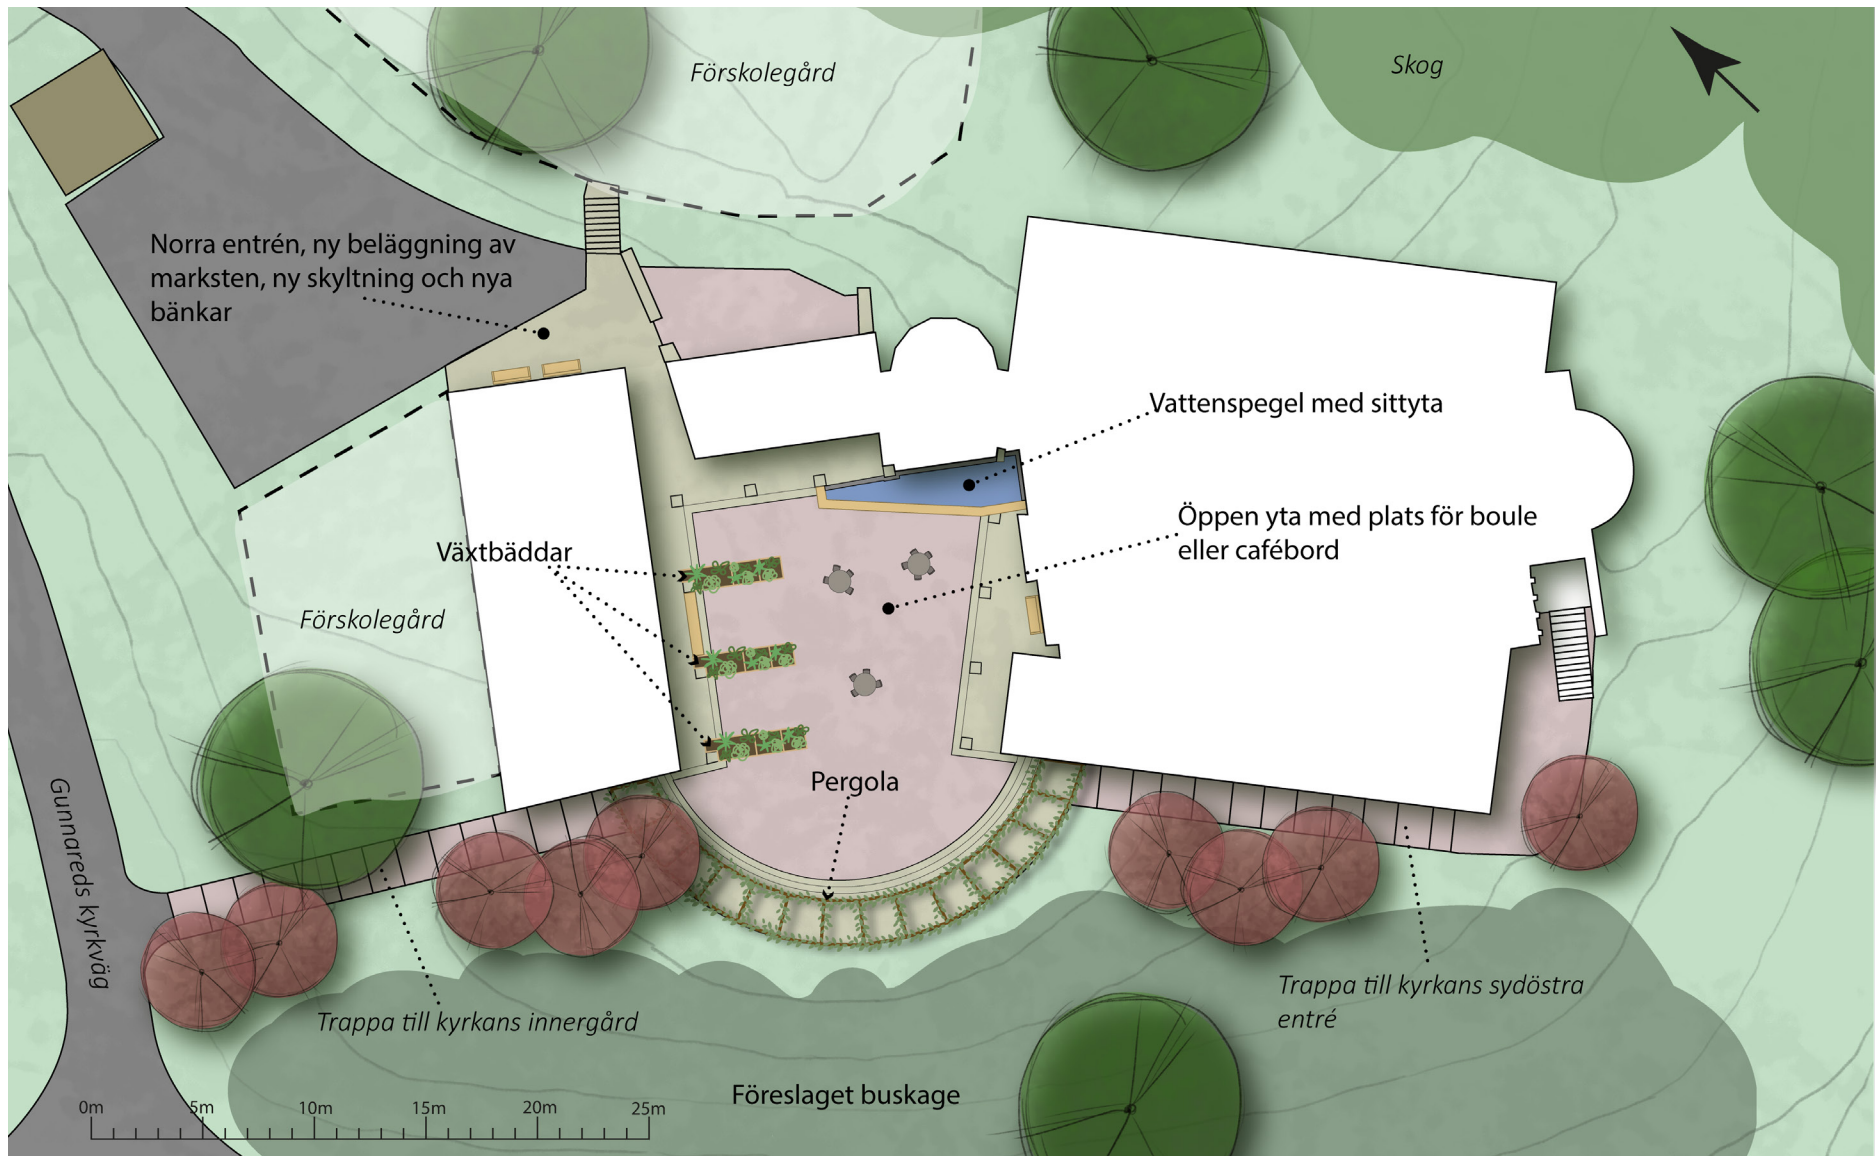 Förskolegård
Skog
Norra entrén, ny beläggning av
marksten, ny skyltning och nya
bänkar
Vattenspegel med sittyta
Öppen yta med plats för boule
eller cafébord
Växtbäddar
Förskolegård
Pergola
Gunnareds kyrkväg
Trappa till kyrkans innergård
Trappa till kyrkans sydöstra
entré
Föreslaget buskage
0m 5m 10m 15m 20m 25m